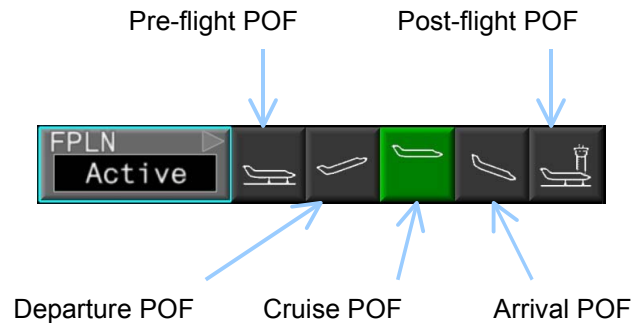 Pre-flight POF Post-flight POF
FPLN
Active
Departure POF Cruise POF Arrival POF